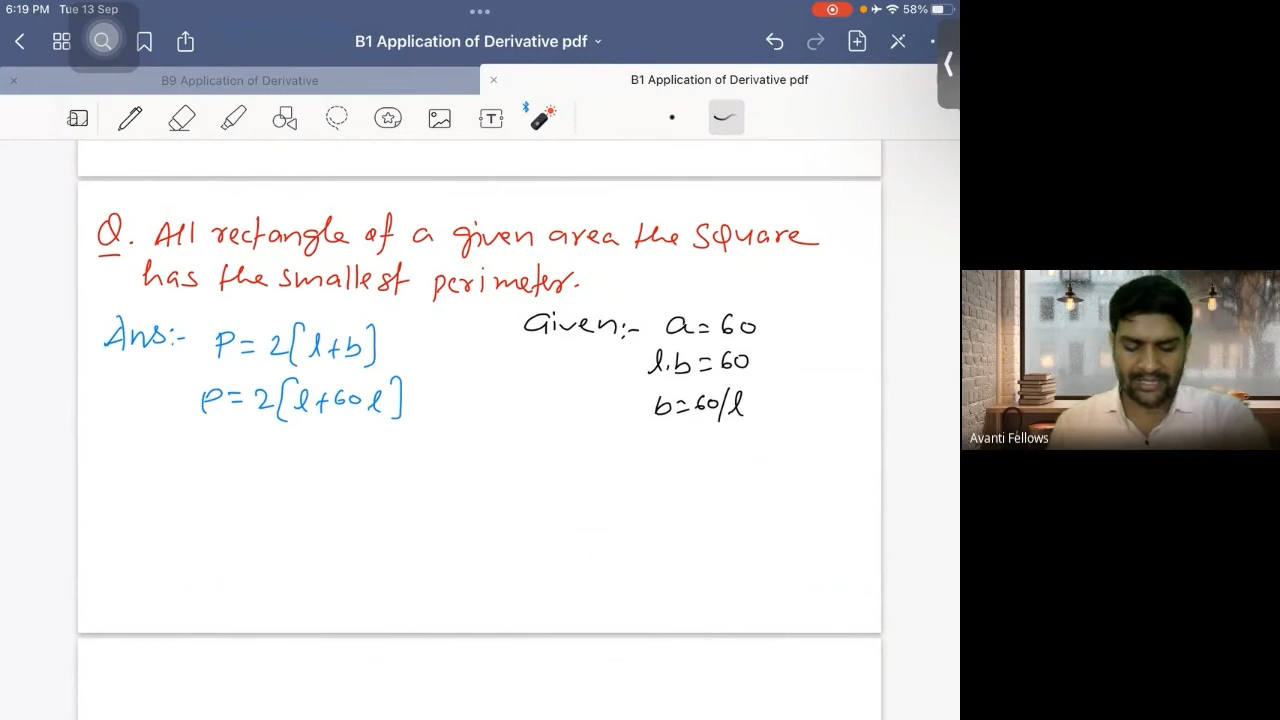 6:19 PM Tue 13 Sep
58%
B1 Application of Derivative pdf
B9 Application of Derivative
B1 Application of Derivative pdf
T
Q. All rectangle of a given area the square
has the smallest perimeter.
Ans:- P = 2[l+b]
P = 2[l+60l]
Given:- a = 60
l.b = 60
b = 60/l
Avanti Fellows